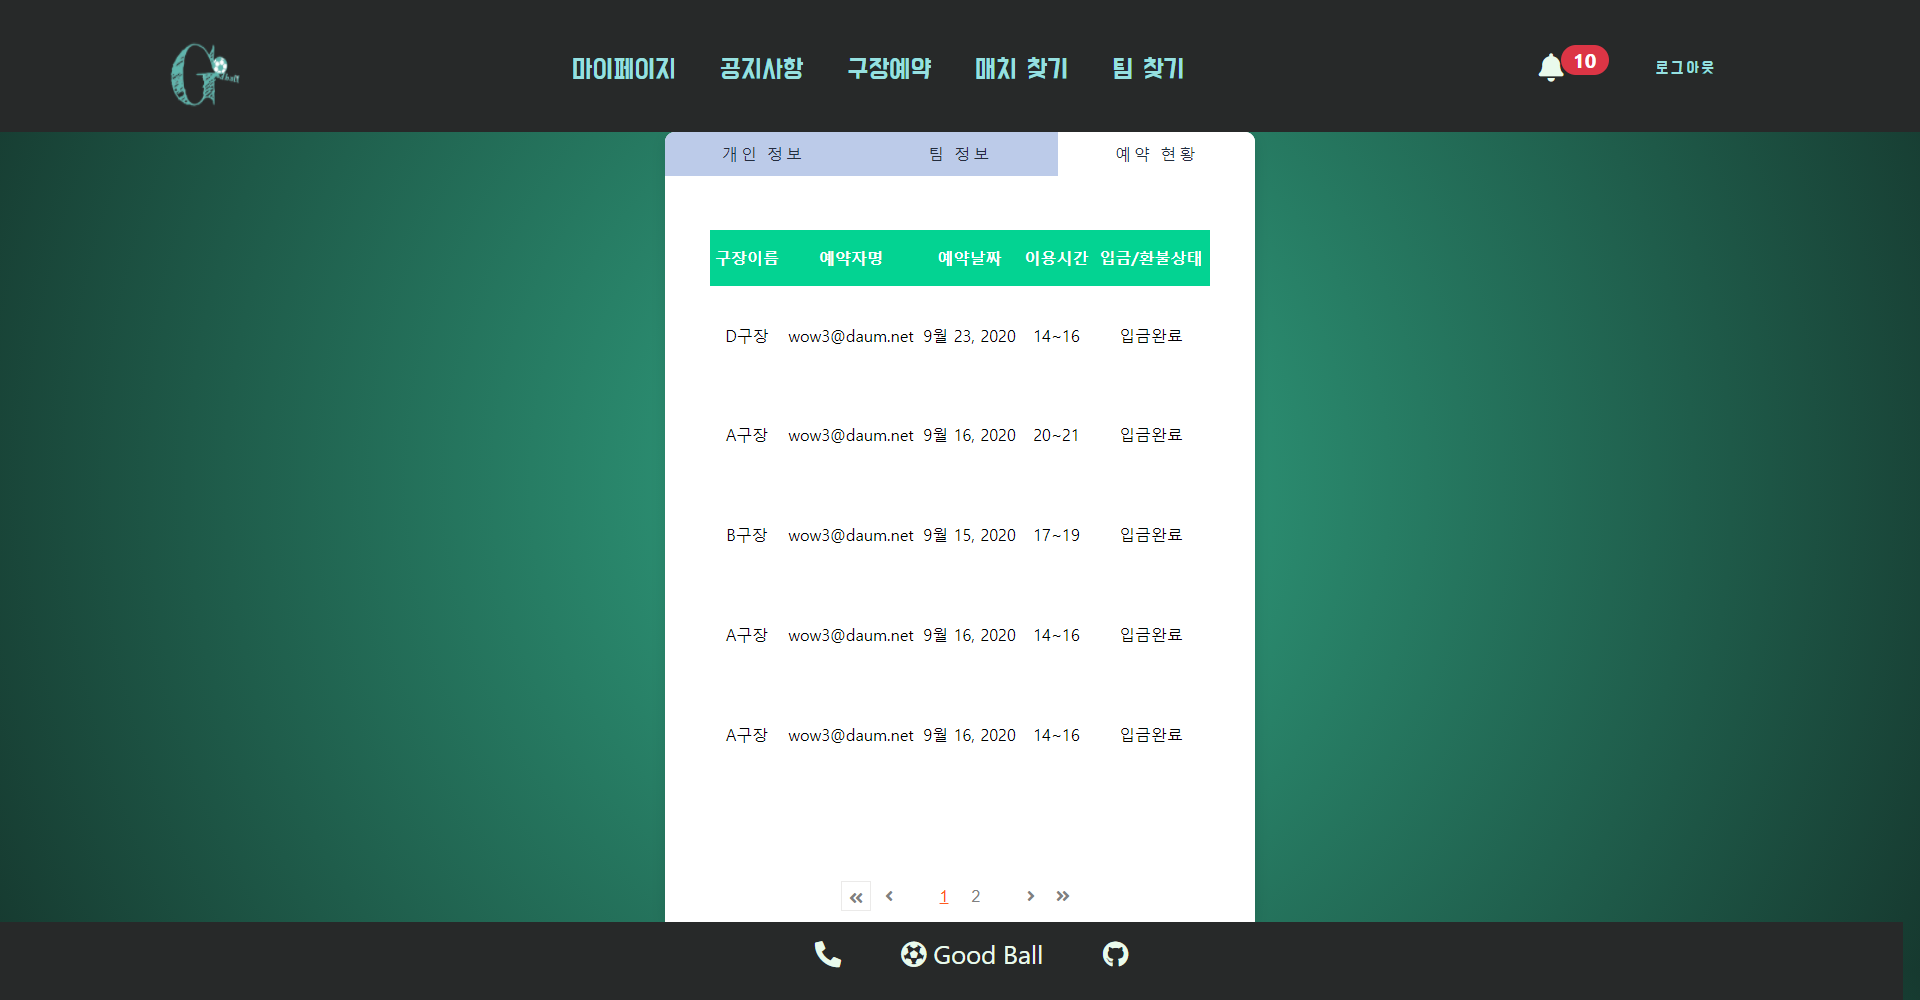 G ball
마이페이지 공지사항 구장예약 매치 찾기 팀 찾기
10
로그아웃
개인 정보 팀 정보 예약 현황
구장이름 예약자명 예약날짜 이용시간 입금/환불상태
D구장 wow3@daum.net 9월 23, 2020 14~16 입금완료
A구장 wow3@daum.net 9월 16, 2020 20~21 입금완료
B구장 wow3@daum.net 9월 15, 2020 17~19 입금완료
A구장 wow3@daum.net 9월 16, 2020 14~16 입금완료
A구장 wow3@daum.net 9월 16, 2020 14~16 입금완료
« ‹ 1 2 › »
Good Ball